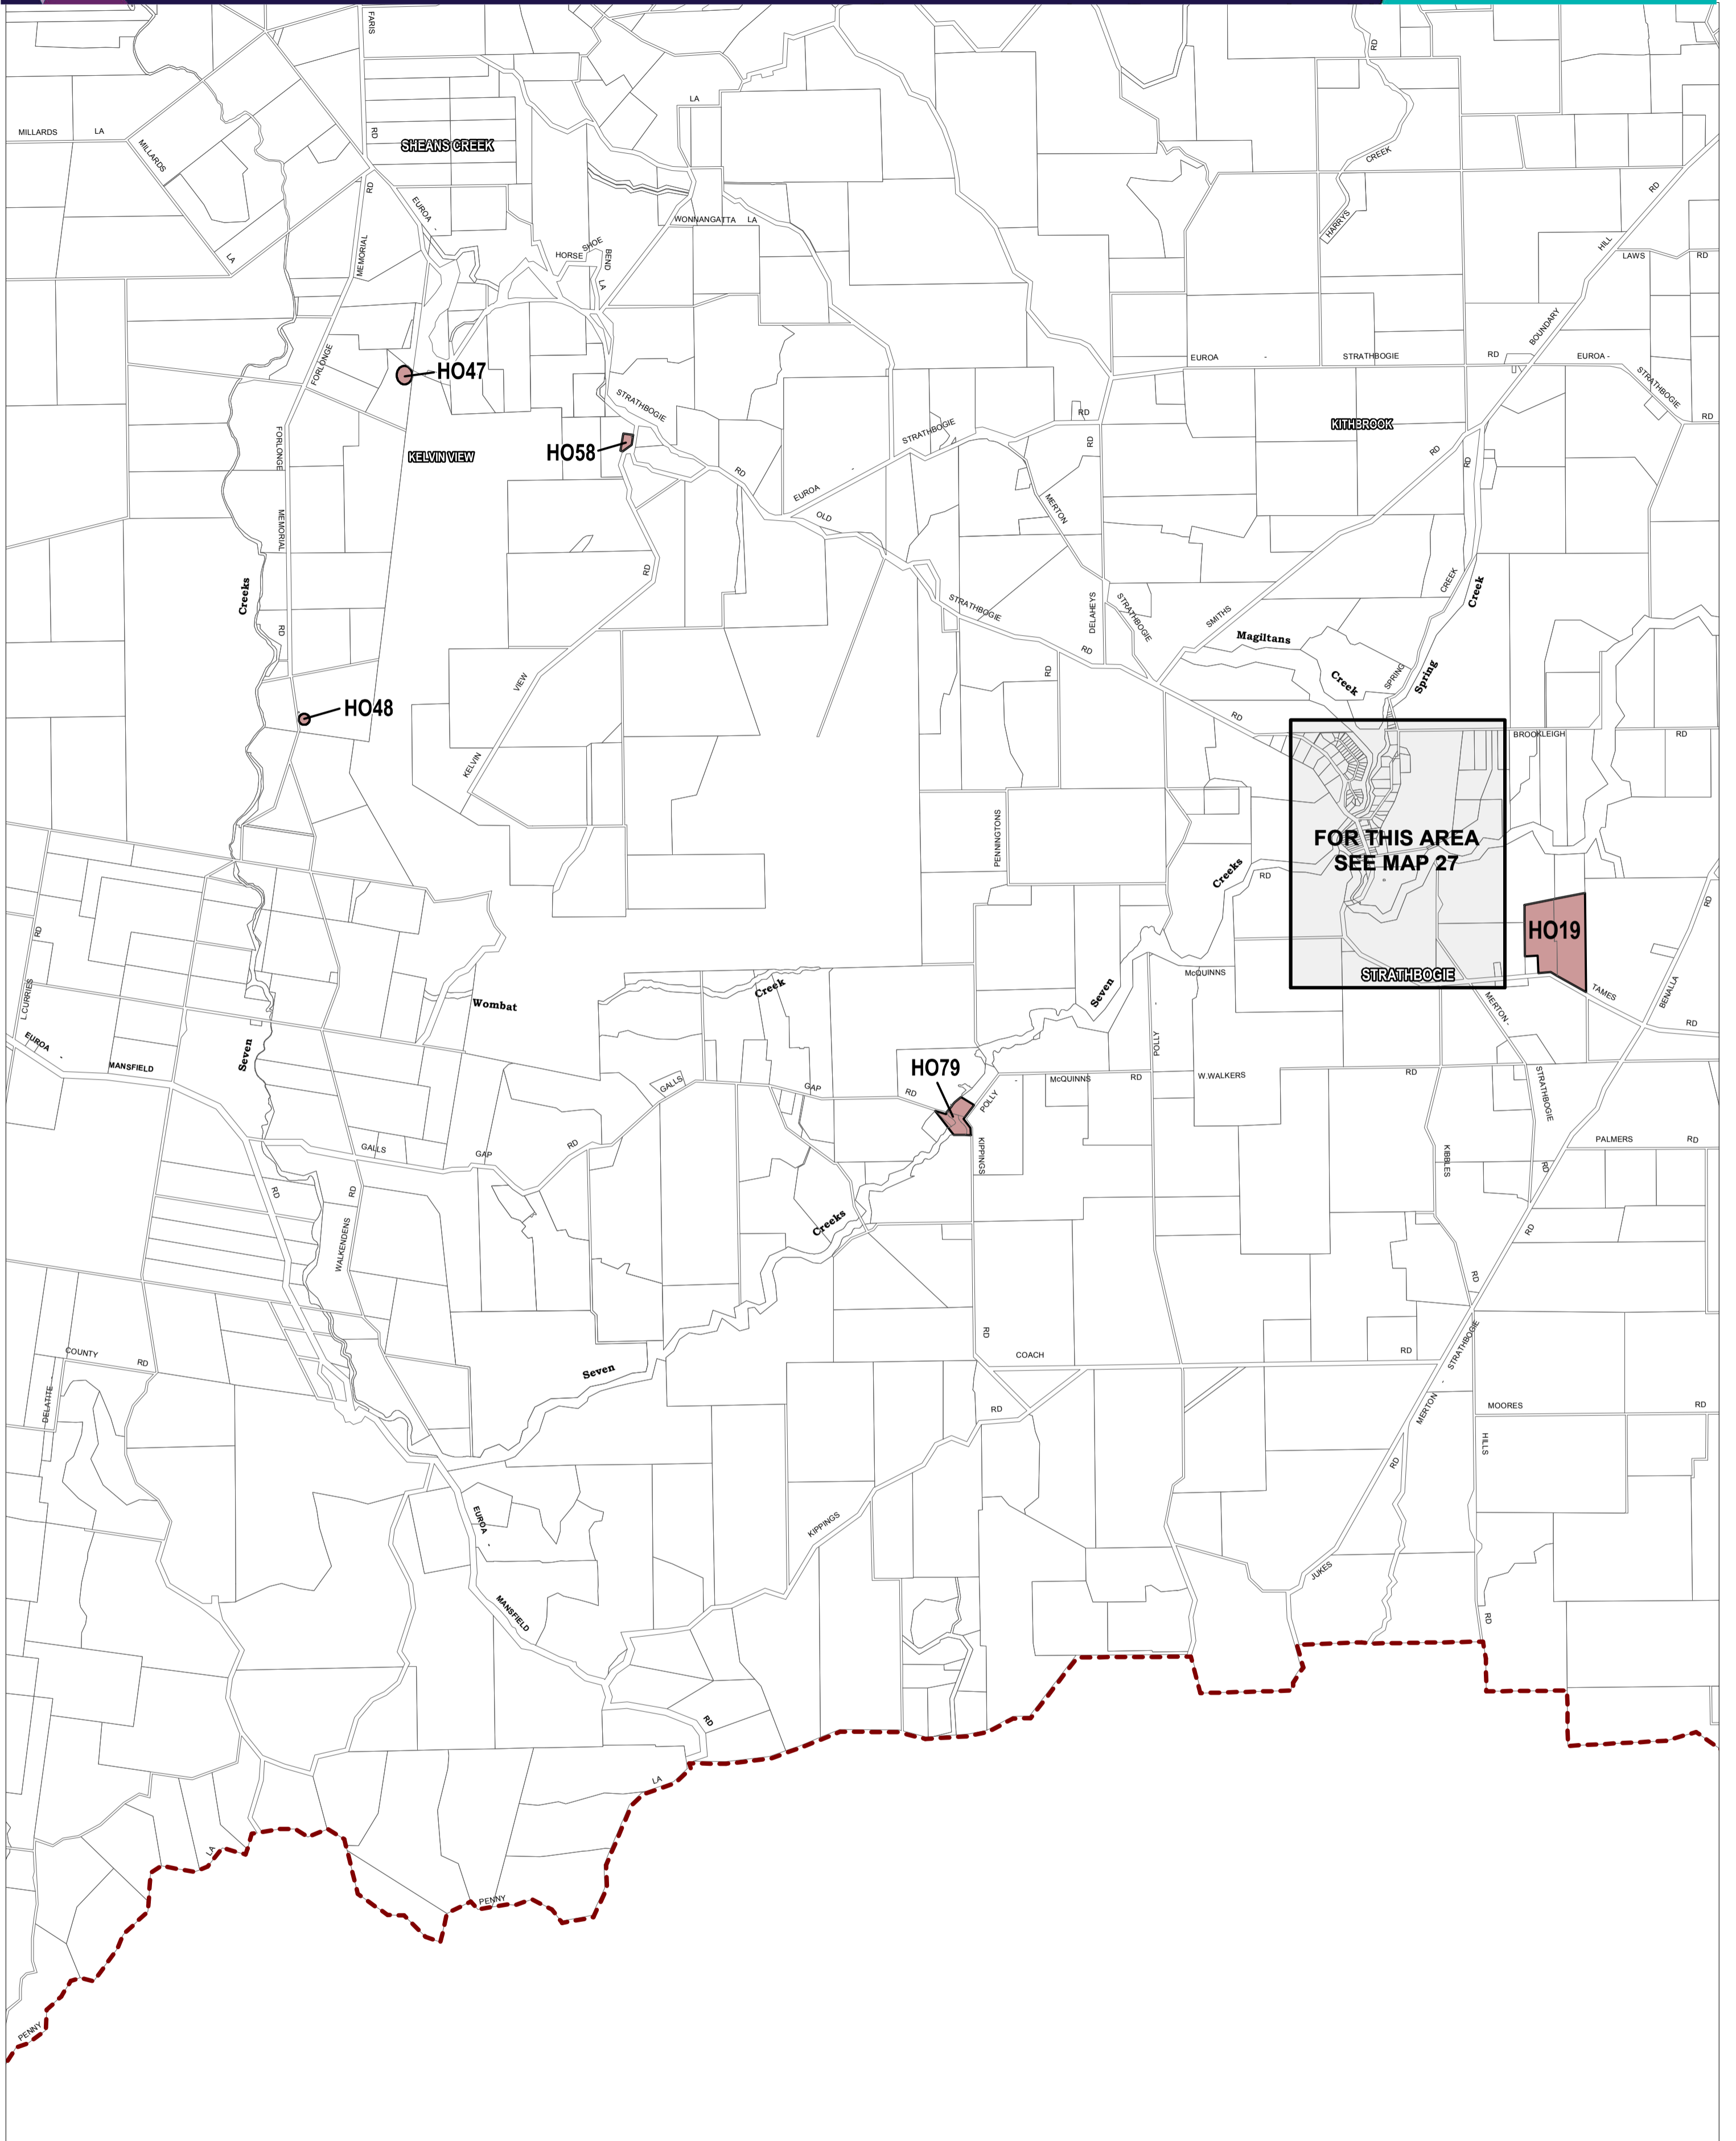 FARIS
RD
LA
MILLARDS
LA
MILLARDS
RD
SHEANS CREEK
CREEK
RD
RD
EUROA
-
WONNANGATTA
LA
HARRYS
HILL
MEMORIAL
LA
HORSE
SHOE
BEND
LA
LAWS
RD
BOUNDARY
EUROA
-
STRATHBOGIE
RD
EUROA -
STRATHBOGIE
FORLONGE
HO47
STRATHBOGIE
RD
RD
KITHBROOK
STRATHBOGIE
FORLONGE
KELVIN VIEW
HO58
RD
RD
RD
RD
-
EUROA
OLD
MERTON
MEMORIAL
RD
Creeks
CREEK
Creek
STRATHBOGIE
DELAHEYS
STRATHBOGIE
SMITHS
RD
Magiltans
RD
RD
VIEW
Creek
SPRING
Spring
HO48
RD
BROOKLEIGH
RD
KELVIN
PENNINGTONS
FOR THIS AREA
SEE MAP 27
Creeks
RD
RD
HO19
RD
L.CURRIES
McQUINNS
STRATHBOGIE
Creek
Seven
TAMES
BENALLA
Wombat
MERTON -
RD
EUROA
-
MANSFIELD
Seven
POLLY
HO79
GALLS
GAP
RD
POLLY
-
McQUINNS
RD
W.WALKERS
RD
STRATHBOGIE
GALLS
GAP
RD
KIPPINGS
KIBBLES
PALMERS
RD
RD
RD
RD
WALKENDENS
Creeks
RD
RD
COUNTY
RD
RD
COACH
RD
STRATHBOGIE
Seven
-
DELATITE
RD
MERTON
MOORES
RD
HILLS
RD
EUROA
-
KIPPINGS
JUKES
MANSFIELD
RD
RD
LA
LA
PENNY
PENNY